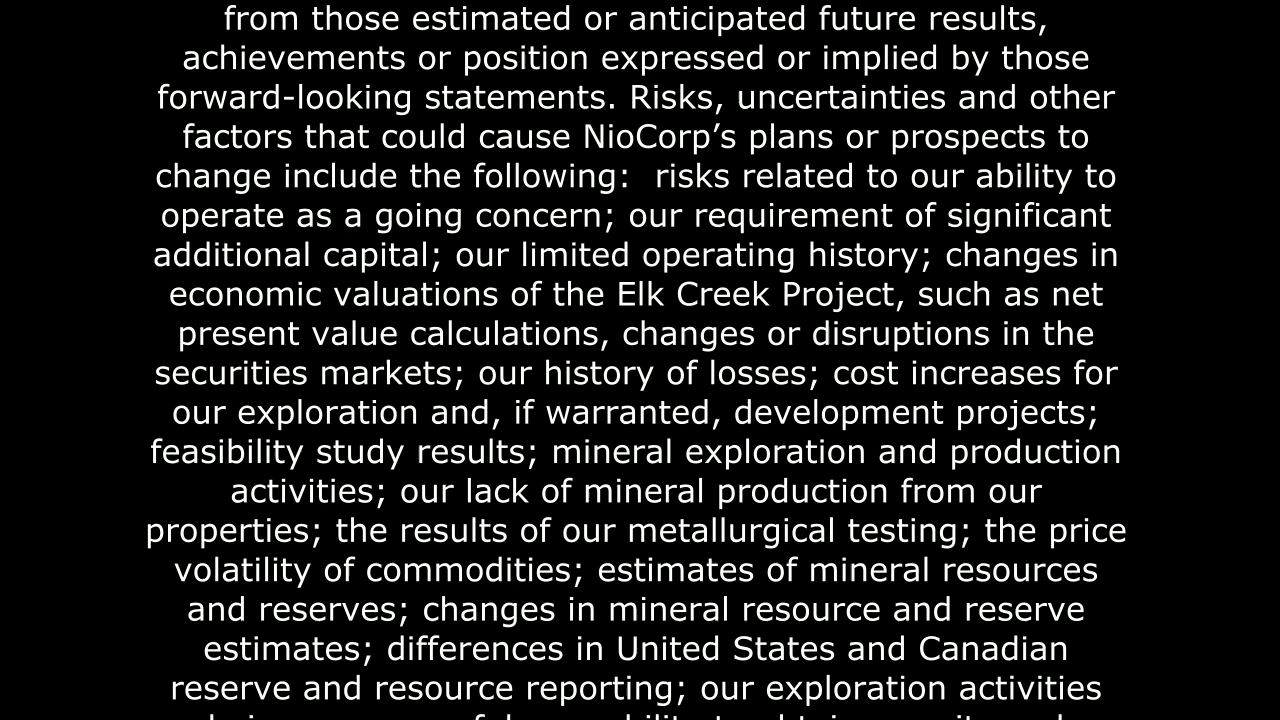 from those estimated or anticipated future results,
achievements or position expressed or implied by those
forward-looking statements. Risks, uncertainties and other
factors that could cause NioCorp’s plans or prospects to
change include the following:  risks related to our ability to
operate as a going concern; our requirement of significant
additional capital; our limited operating history; changes in
economic valuations of the Elk Creek Project, such as net
present value calculations, changes or disruptions in the
securities markets; our history of losses; cost increases for
our exploration and, if warranted, development projects;
feasibility study results; mineral exploration and production
activities; our lack of mineral production from our
properties; the results of our metallurgical testing; the price
volatility of commodities; estimates of mineral resources
and reserves; changes in mineral resource and reserve
estimates; differences in United States and Canadian
reserve and resource reporting; our exploration activities